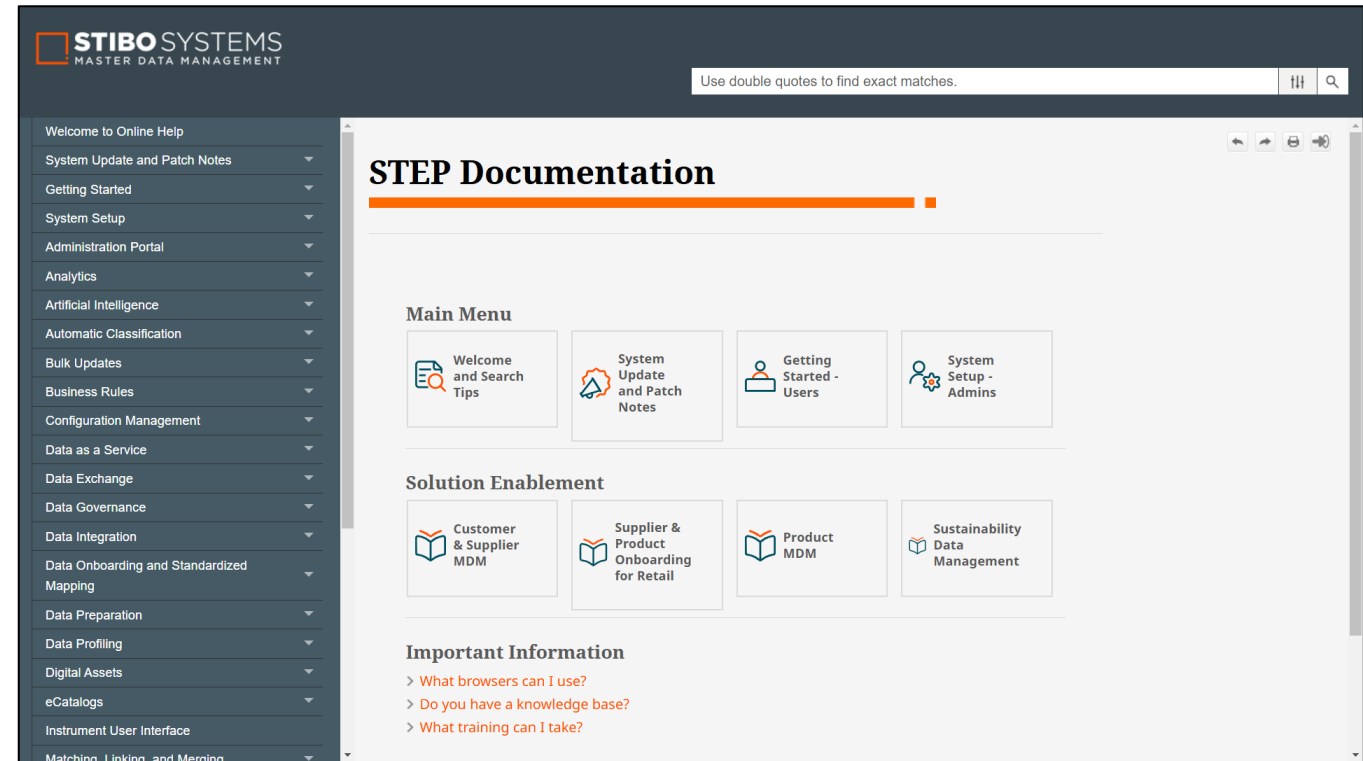 STIBO SYSTEMS
MASTER DATA MANAGEMENT
Use double quotes to find exact matches.
Welcome to Online Help
System Update and Patch Notes
Getting Started
System Setup
Administration Portal
Analytics
Artificial Intelligence
Automatic Classification
Bulk Updates
Business Rules
Configuration Management
Data as a Service
Data Exchange
Data Governance
Data Integration
Data Onboarding and Standardized
Mapping
Data Preparation
Data Profiling
Digital Assets
eCatalogs
Instrument User Interface
Matching, Linking, and Merging
STEP Documentation
Main Menu
Welcome
and Search
Tips
System
Update
and Patch
Notes
Getting
Started -
Users
System
Setup -
Admins
Solution Enablement
Customer
& Supplier
MDM
Supplier &
Product
Onboarding
for Retail
Product
MDM
Sustainability
Data
Management
Important Information
> What browsers can I use?
> Do you have a knowledge base?
> What training can I take?